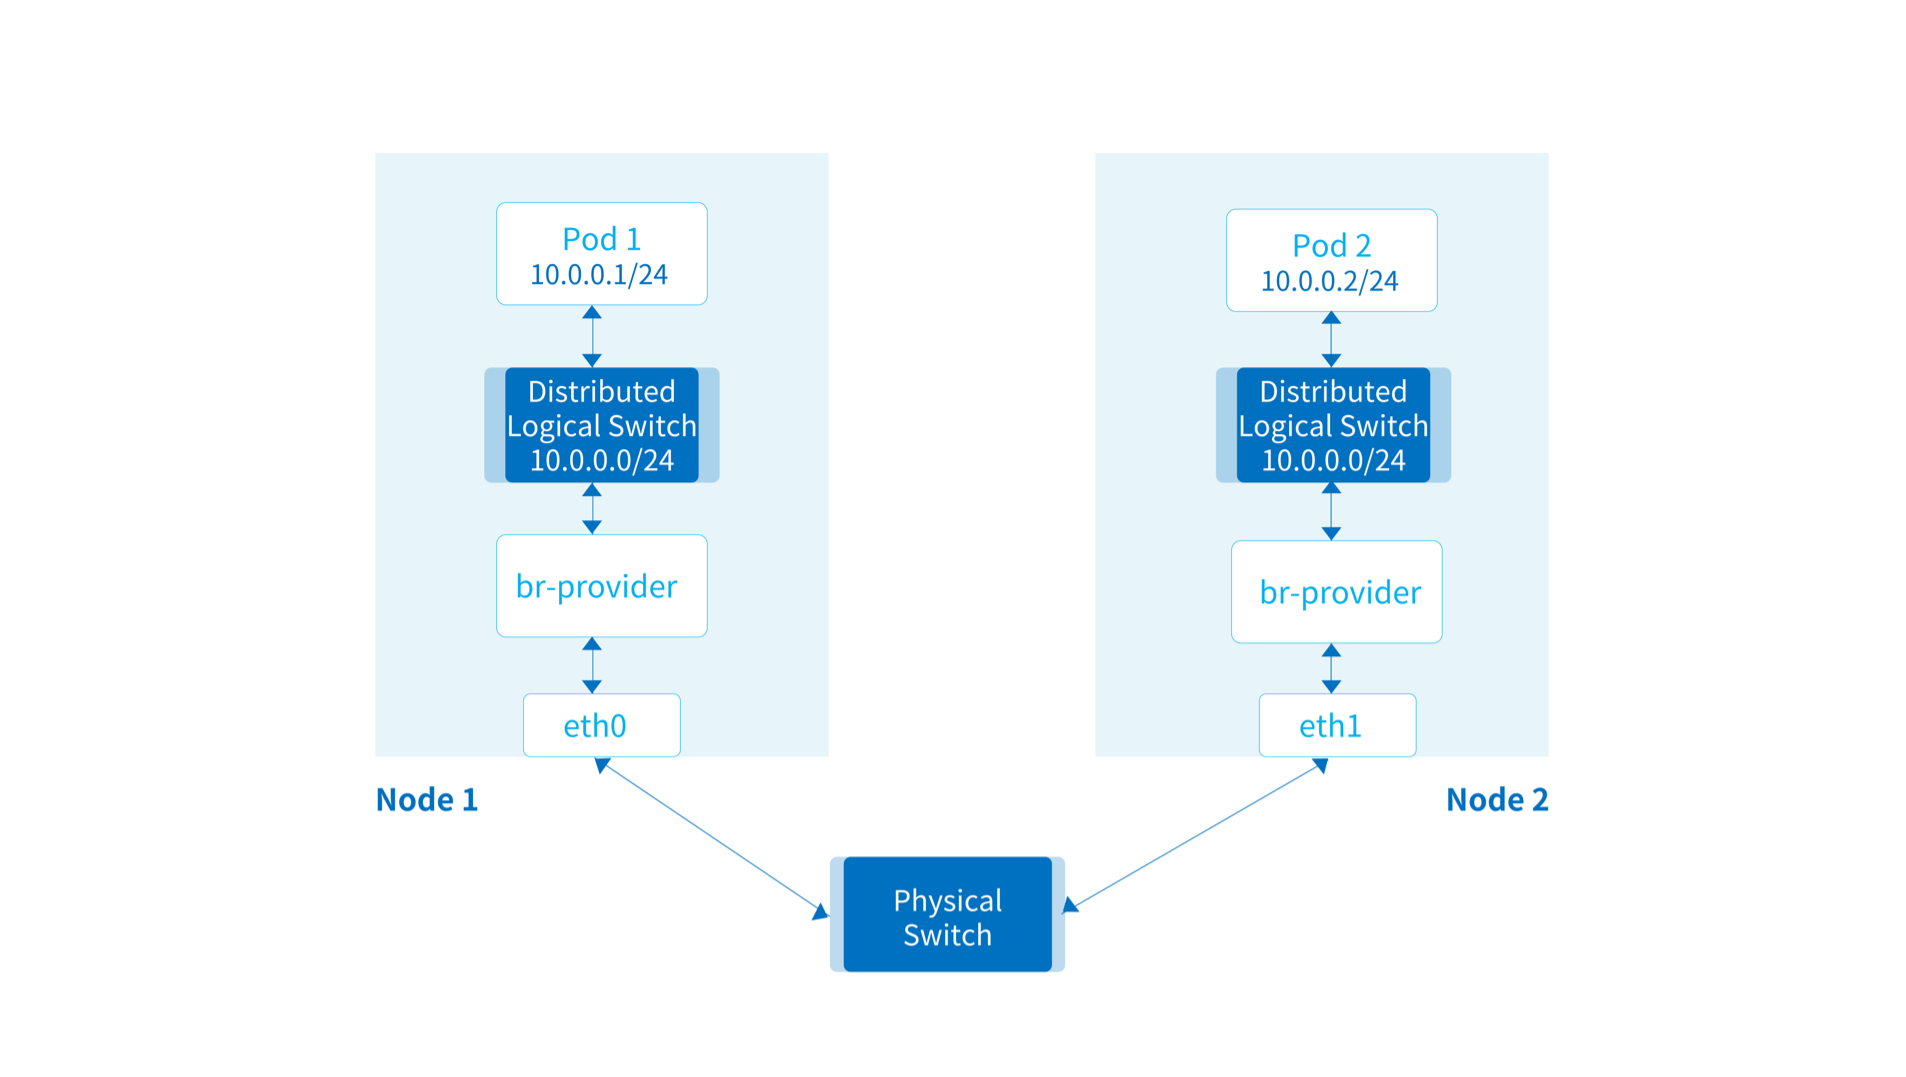 Pod 1
10.0.0.1/24
Distributed
Logical Switch
10.0.0.0/24
br-provider
eth0
Node 1
Pod 2
10.0.0.2/24
Distributed
Logical Switch
10.0.0.0/24
br-provider
eth1
Node 2
Physical
Switch